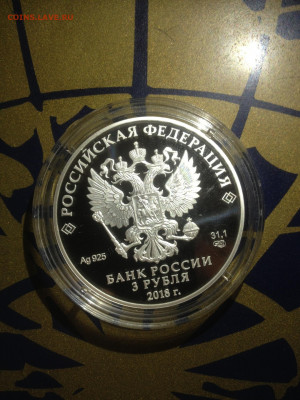 COINS.LAVE.RU
РОССИЙСКАЯ ФЕДЕРАЦИЯ
Ag 925
31,1
БАНК РОССИИ
3 РУБЛЯ
2018 г.